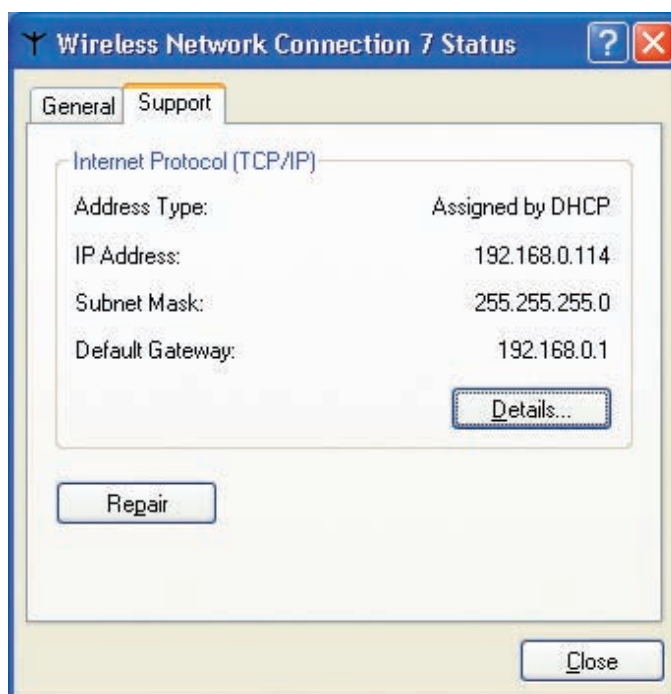 Wireless Network Connection 7 Status
General Support
Internet Protocol (TCP/IP)
Address Type: Assigned by DHCP
IP Address: 192.168.0.114
Subnet Mask: 255.255.255.0
Default Gateway: 192.168.0.1
Details...
Repair
Close